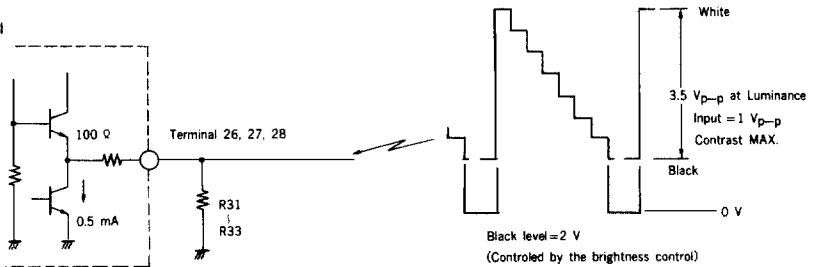 100 Ω
0.5 mA
Terminal 26, 27, 28
R31
∫
R33
White
3.5 Vp—p at Luminance
Input = 1 Vp—p
Contrast MAX.
Black
0 V
Black level = 2 V
(Controled by the brightness control)